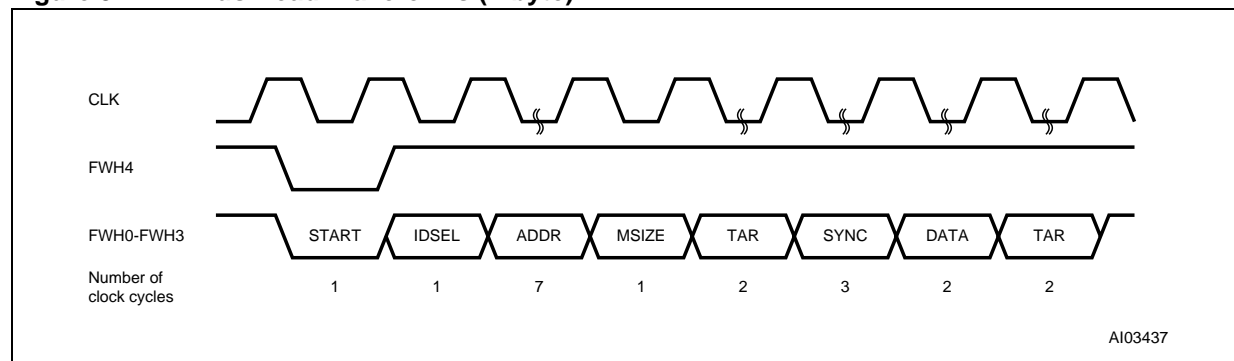 CLK
FWH4
FWH0-FWH3 START IDSEL ADDR MSIZE TAR SYNC DATA TAR
Number of
clock cycles 1 1 7 1 2 3 2 2
AI03437